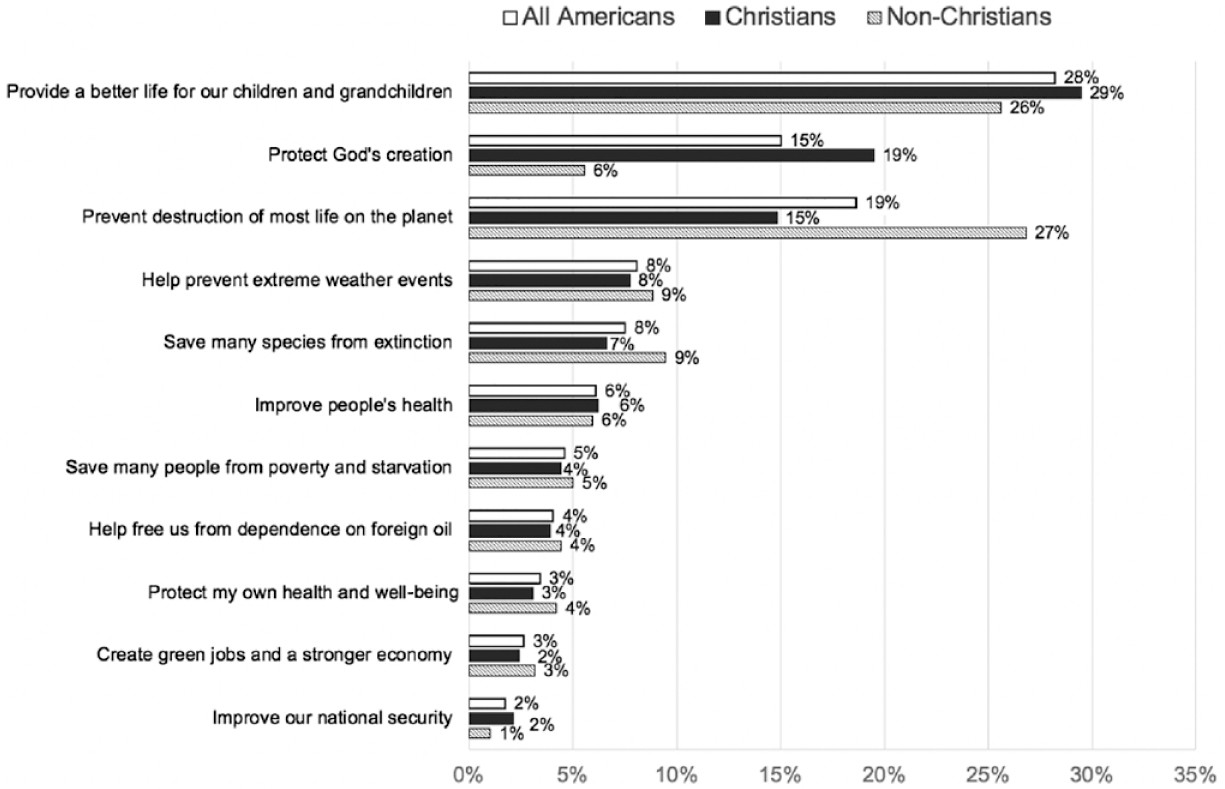 All Americans Christians Non-Christians
Provide a better life for our children and grandchildren 28% 29% 26%
Protect God's creation 15% 19% 6%
Prevent destruction of most life on the planet 19% 15% 27%
Help prevent extreme weather events 8% 8% 9%
Save many species from extinction 8% 7% 9%
Improve people's health 6% 6% 6%
Save many people from poverty and starvation 5% 4% 5%
Help free us from dependence on foreign oil 4% 4% 4%
Protect my own health and well-being 3% 3% 4%
Create green jobs and a stronger economy 3% 2% 3%
Improve our national security 2% 2% 1%
0% 5% 10% 15% 20% 25% 30% 35%